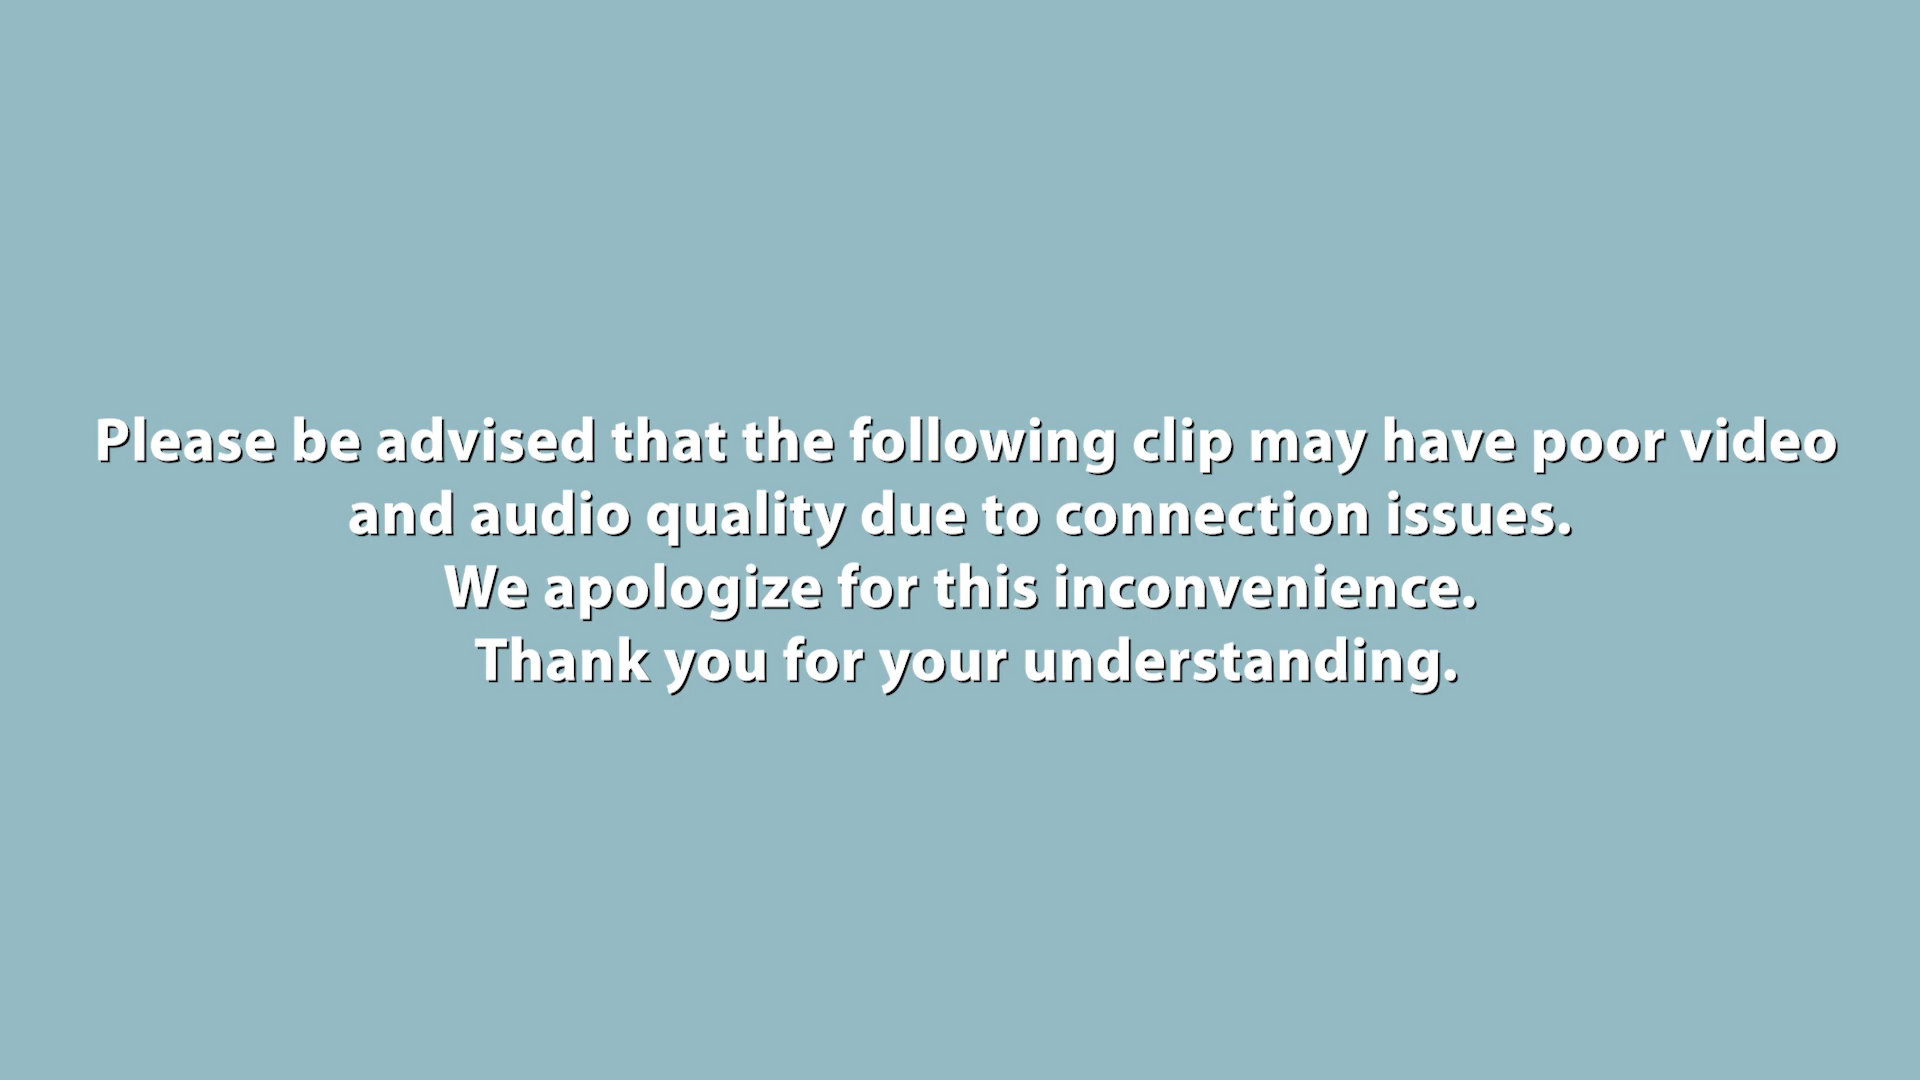 Please be advised that the following clip may have poor video
and audio quality due to connection issues.
We apologize for this inconvenience.
Thank you for your understanding.